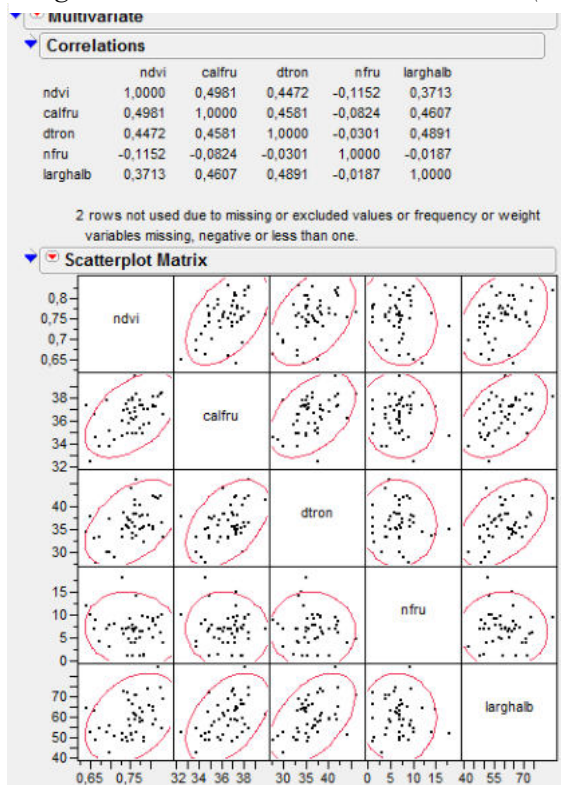 Multivariate
Correlations
ndvi calfru dtron nfru larghalb
ndvi 1,0000 0,4981 0,4472 -0,1152 0,3713
calfru 0,4981 1,0000 0,4581 -0,0824 0,4607
dtron 0,4472 0,4581 1,0000 -0,0301 0,4891
nfru -0,1152 -0,0824 -0,0301 1,0000 -0,0187
larghalb 0,3713 0,4607 0,4891 -0,0187 1,0000
2 rows not used due to missing or excluded values or frequency or weight
variables missing, negative or less than one.
Scatterplot Matrix
0,8
0,75
0,7
0,65
ndvi
38
36
34
32
calfru
40
35
30
dtron
15
10
5
0
nfru
70
60
50
40
larghalb
0,65 0,75 32 34 36 38 30 35 40 0 5 10 15 40 55 70